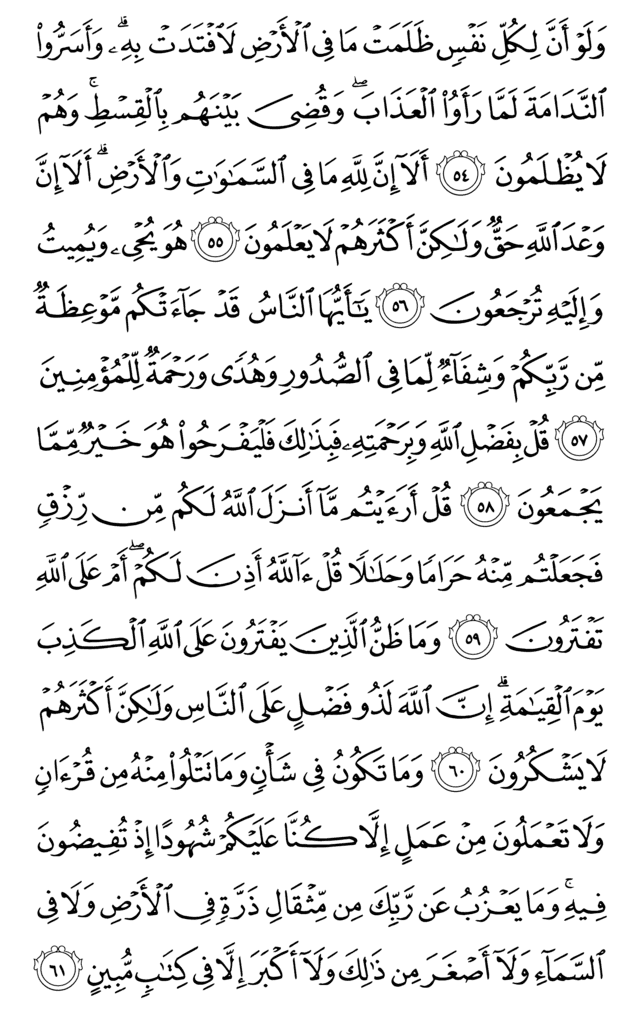 وَلَوْ أَنَّ لِكُلِّ نَفْسٍ ظَلَمَتْ مَا فِى ٱلْأَرْضِ لَٱفْتَدَتْ بِهِۦۗ وَأَسَرُّوا۟
ٱلنَّدَامَةَ لَمَّا رَأَوُا۟ ٱلْعَذَابَۖ وَقُضِىَ بَيْنَهُم بِٱلْقِسْطِۚ وَهُمْ
لَا يُظْلَمُونَ ٥٤ أَلَآ إِنَّ لِلَّهِ مَا فِى ٱلسَّمَـٰوَٰتِ وَٱلْأَرْضِۗ أَلَآ إِنَّ
وَعْدَ ٱللَّهِ حَقٌّ وَلَـٰكِنَّ أَكْثَرَهُمْ لَا يَعْلَمُونَ ٥٥ هُوَ يُحْىِۦ وَيُمِيتُ
وَإِلَيْهِ تُرْجَعُونَ ٥٦ يَـٰٓأَيُّهَا ٱلنَّاسُ قَدْ جَآءَتْكُم مَّوْعِظَةٌ
مِّن رَّبِّكُمْ وَشِفَآءٌ لِّمَا فِى ٱلصُّدُورِ وَهُدًى وَرَحْمَةٌ لِّلْمُؤْمِنِينَ
٥٧ قُلْ بِفَضْلِ ٱللَّهِ وَبِرَحْمَتِهِۦ فَبِذَٰلِكَ فَلْيَفْرَحُوا۟ هُوَ خَيْرٌ مِّمَّا
يَجْمَعُونَ ٥٨ قُلْ أَرَءَيْتُم مَّآ أَنزَلَ ٱللَّهُ لَكُم مِّن رِّزْقٍ
فَجَعَلْتُم مِّنْهُ حَرَامًا وَحَلَـٰلًا قُلْ ءَآللَّهُ أَذِنَ لَكُمْۖ أَمْ عَلَى ٱللَّهِ
تَفْتَرُونَ ٥٩ وَمَا ظَنُّ ٱلَّذِينَ يَفْتَرُونَ عَلَى ٱللَّهِ ٱلْكَذِبَ
يَوْمَ ٱلْقِيَـٰمَةِۗ إِنَّ ٱللَّهَ لَذُو فَضْلٍ عَلَى ٱلنَّاسِ وَلَـٰكِنَّ أَكْثَرَهُمْ
لَا يَشْكُرُونَ ٦٠ وَمَا تَكُونُ فِى شَأْنٍ وَمَا تَتْلُوا۟ مِنْهُ مِن قُرْءَانٍ
وَلَا تَعْمَلُونَ مِنْ عَمَلٍ إِلَّا كُنَّا عَلَيْكُمْ شُهُودًا إِذْ تُفِيضُونَ
فِيهِۚ وَمَا يَعْزُبُ عَن رَّبِّكَ مِن مِّثْقَالِ ذَرَّةٍ فِى ٱلْأَرْضِ وَلَا فِى
ٱلسَّمَآءِ وَلَآ أَصْغَرَ مِن ذَٰلِكَ وَلَآ أَكْبَرَ إِلَّا فِى كِتَـٰبٍ مُّبِينٍ ٦١